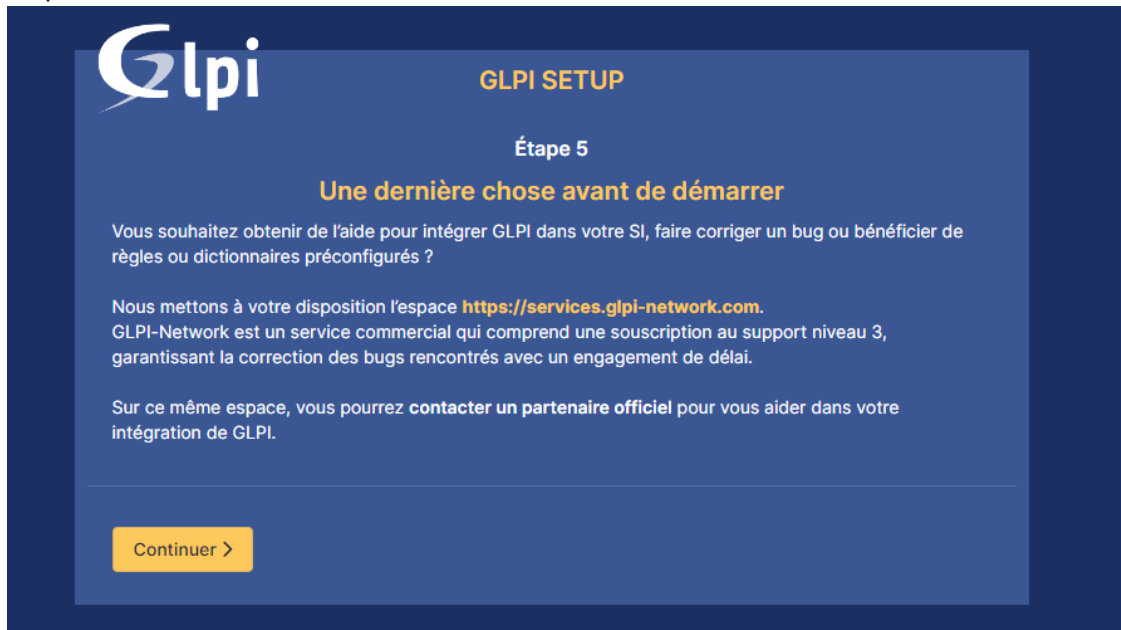 Glpi
GLPI SETUP
Étape 5
Une dernière chose avant de démarrer
Vous souhaitez obtenir de l’aide pour intégrer GLPI dans votre SI, faire corriger un bug ou bénéficier de
règles ou dictionnaires préconfigurés ?
Nous mettons à votre disposition l’espace https://services.glpi-network.com.
GLPI-Network est un service commercial qui comprend une souscription au support niveau 3,
garantissant la correction des bugs rencontrés avec un engagement de délai.
Sur ce même espace, vous pourrez contacter un partenaire officiel pour vous aider dans votre
intégration de GLPI.
Continuer >